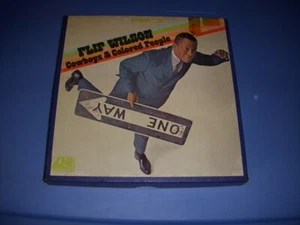 FLIP WILSON
Cowboys & Colored People
ONE WAY